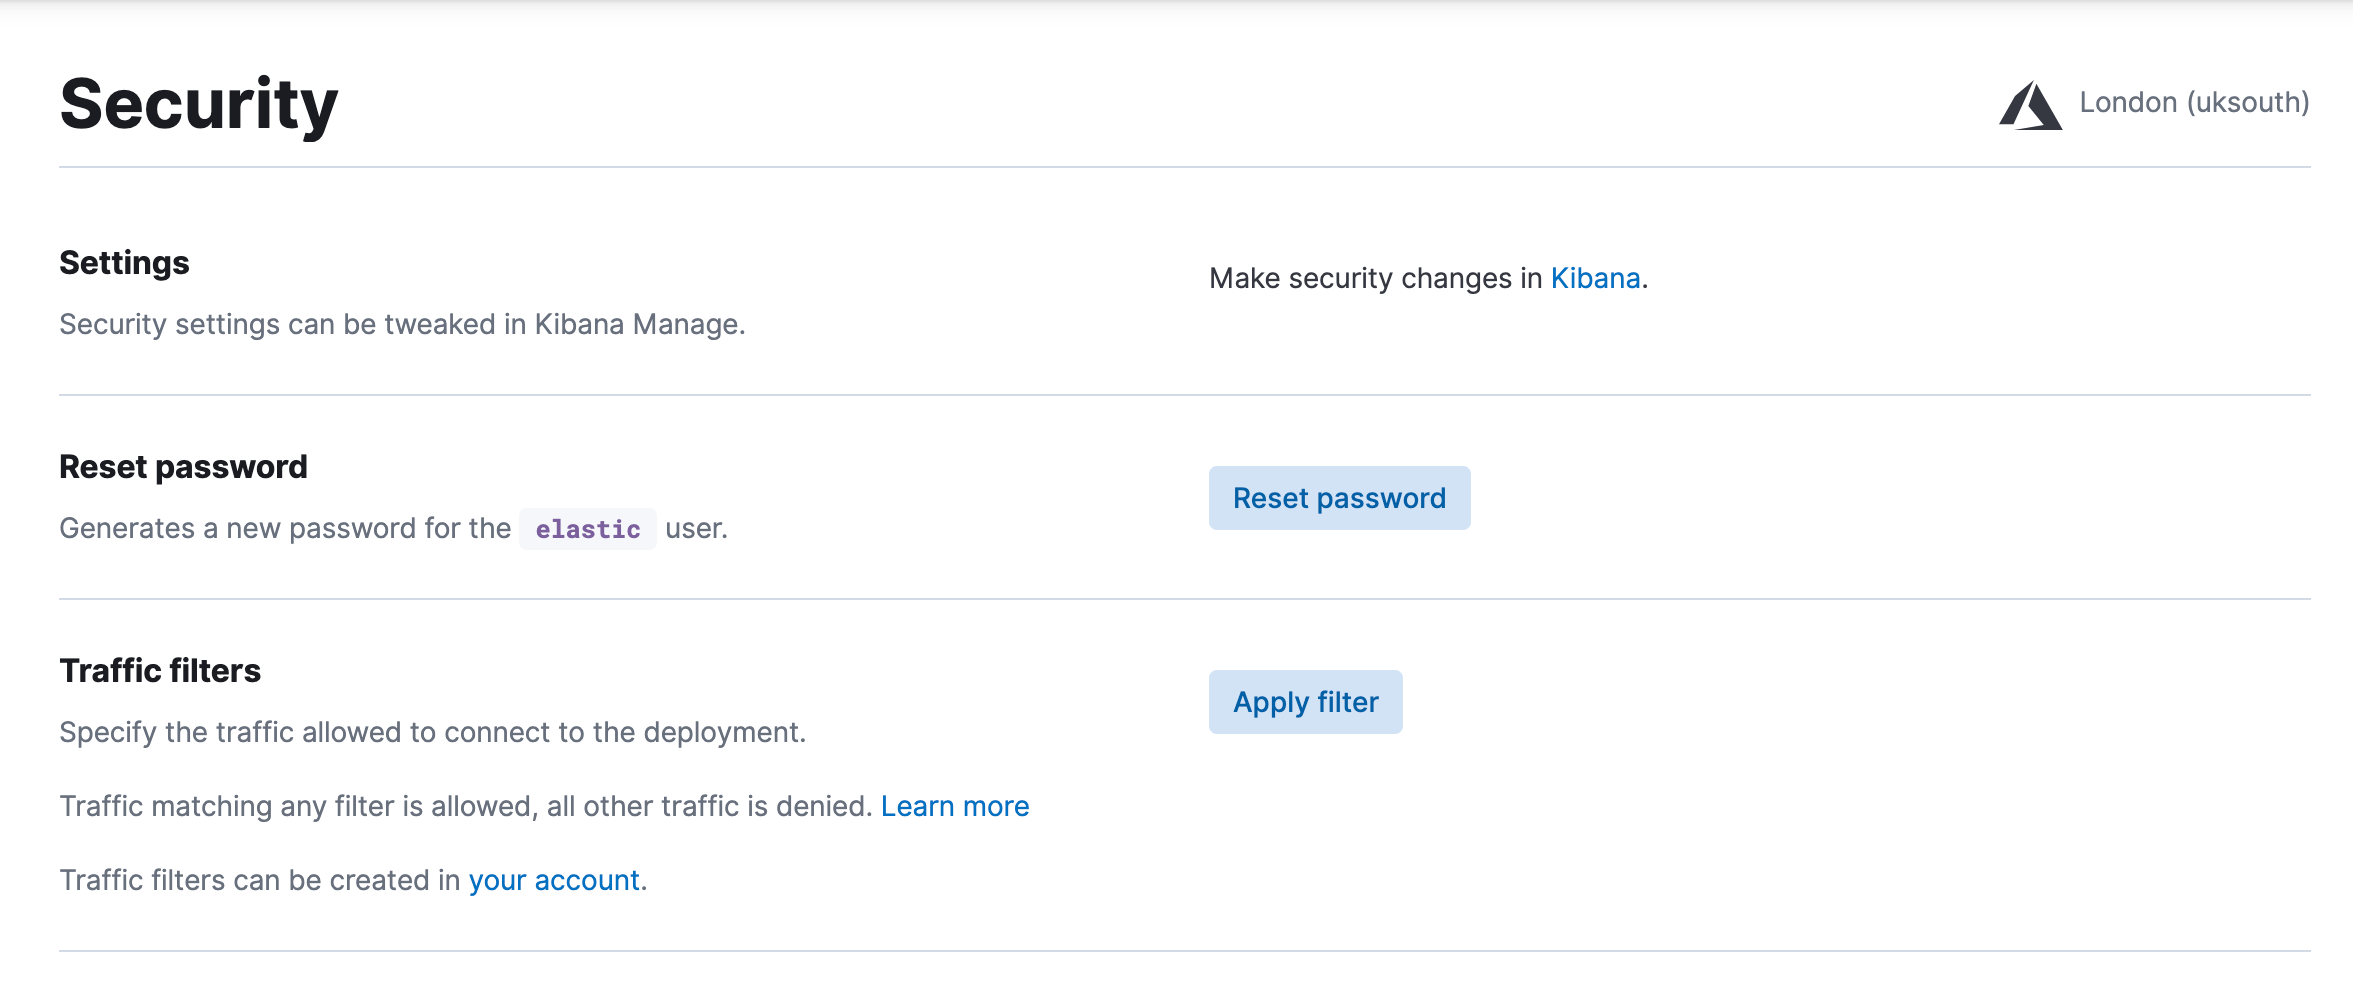 Security
London (uksouth)
Settings
Make security changes in Kibana.
Security settings can be tweaked in Kibana Manage.
Reset password
Reset password
Generates a new password for the elastic user.
Traffic filters
Apply filter
Specify the traffic allowed to connect to the deployment.
Traffic matching any filter is allowed, all other traffic is denied. Learn more
Traffic filters can be created in your account.